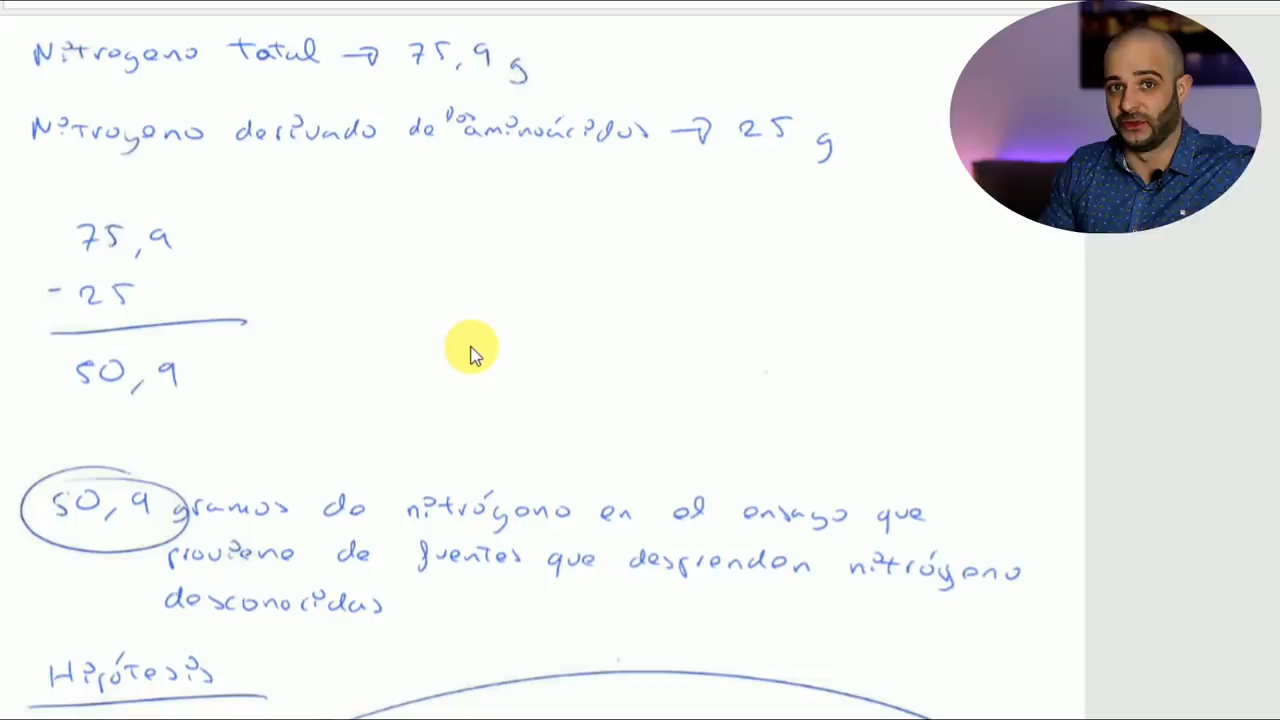 Nitrogeno total → 75,9 g
Nitrogeno derivado de los aminoácidos → 25 g
75,9
- 25
50,9
50,9 gramos de nitrógeno en el ensayo que
proviene de fuentes que desprenden nitrógeno
desconocidas
Hipótesis